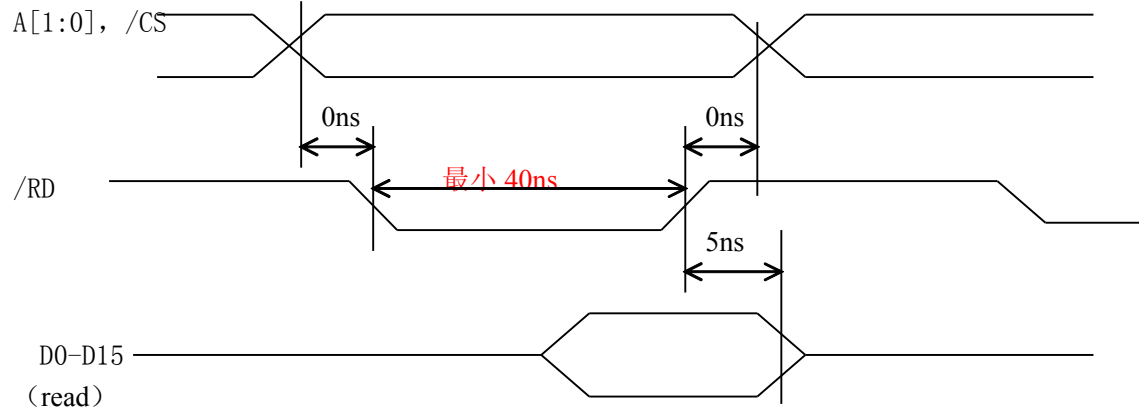 A[1:0], /CS
0ns
0ns
/RD
最小 40ns
5ns
D0-D15
（read）